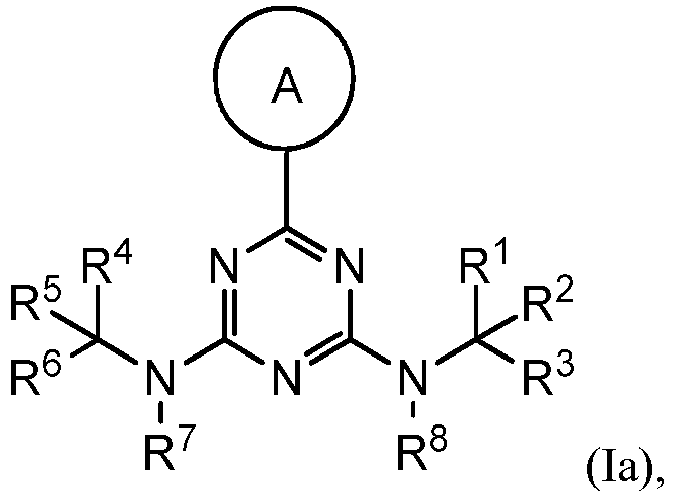 A
N N
R⁴ R¹
R⁵ R²
R⁶ N N N R³
R⁷ R⁸
(Ia),